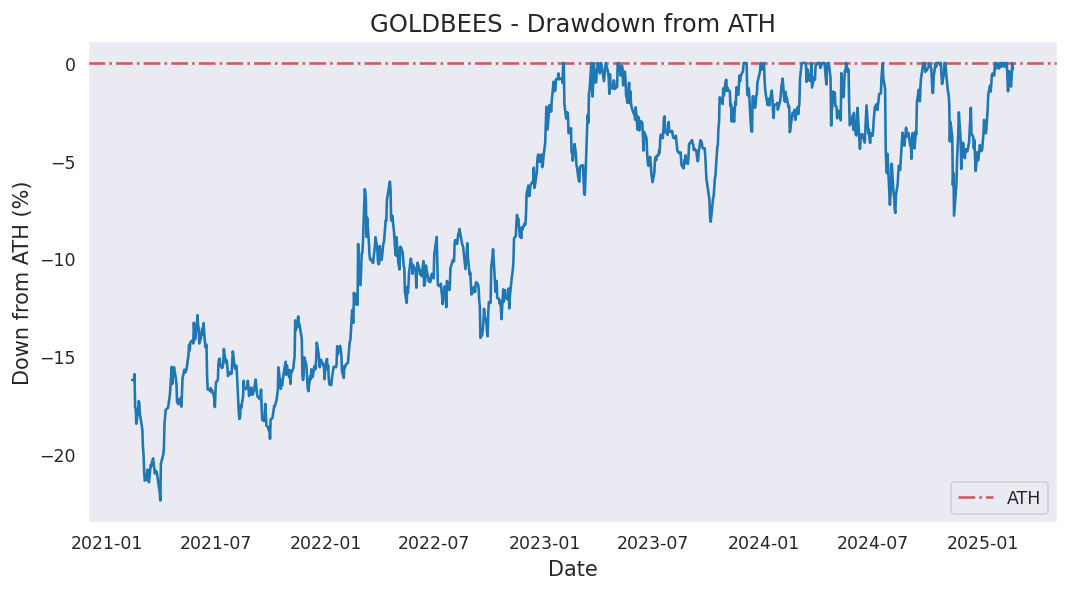 GOLDBEES - Drawdown from ATH
Down from ATH (%)
0
−5
−10
−15
−20
ATH
2021-01 2021-07 2022-01 2022-07 2023-01 2023-07 2024-01 2024-07 2025-01
Date